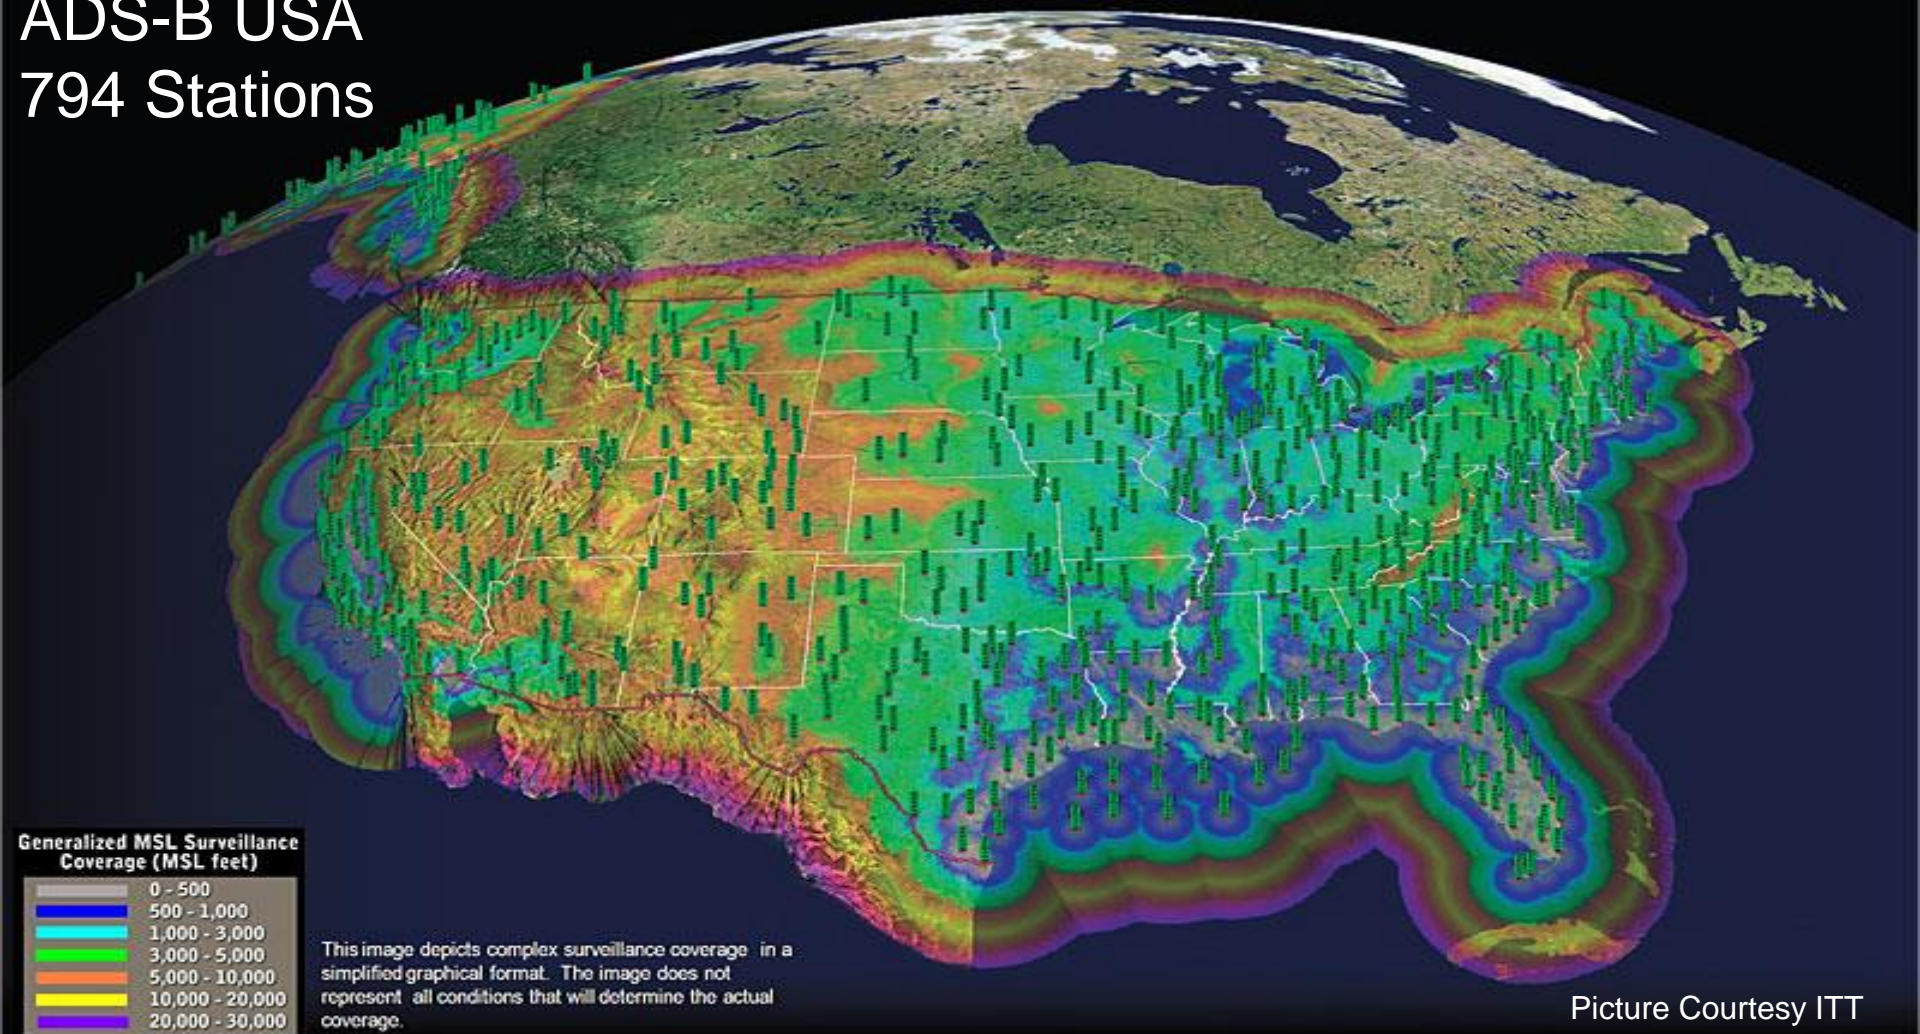 ADS-B USA
794 Stations
Generalized MSL Surveillance
Coverage (MSL feet)
0 - 500
500 - 1,000
1,000 - 3,000
3,000 - 5,000
5,000 - 10,000
10,000 - 20,000
20,000 - 30,000
This image depicts complex surveillance coverage in a
simplified graphical format. The image does not
represent all conditions that will determine the actual
coverage.
Picture Courtesy ITT